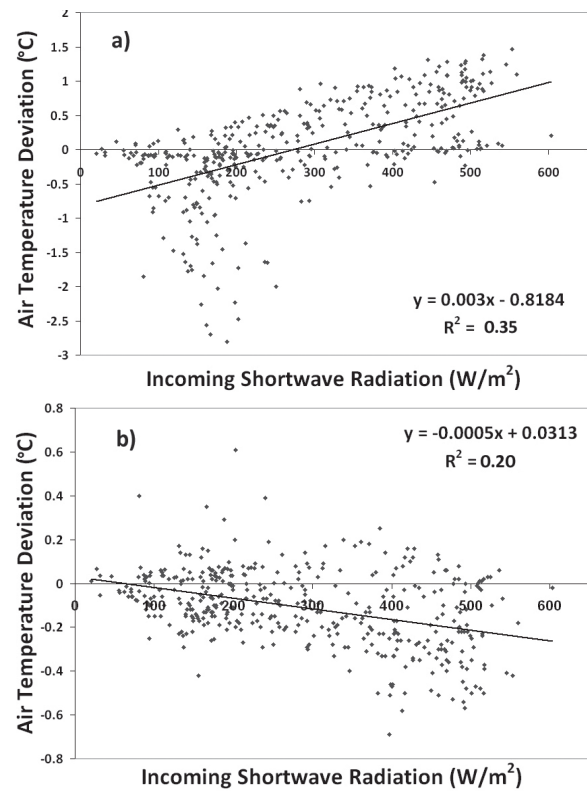 a)
Air Temperature Deviation (°C)
2
1.5
1
0.5
0
-0.5
-1
-1.5
-2
-2.5
-3
0 100 200 300 400 500 600
y = 0.003x - 0.8184
R² = 0.35
Incoming Shortwave Radiation (W/m²)
b)
Air Temperature Deviation (°C)
0.8
0.6
0.4
0.2
0
-0.2
-0.4
-0.6
-0.8
0 100 200 300 400 500 600
y = -0.0005x + 0.0313
R² = 0.20
Incoming Shortwave Radiation (W/m²)